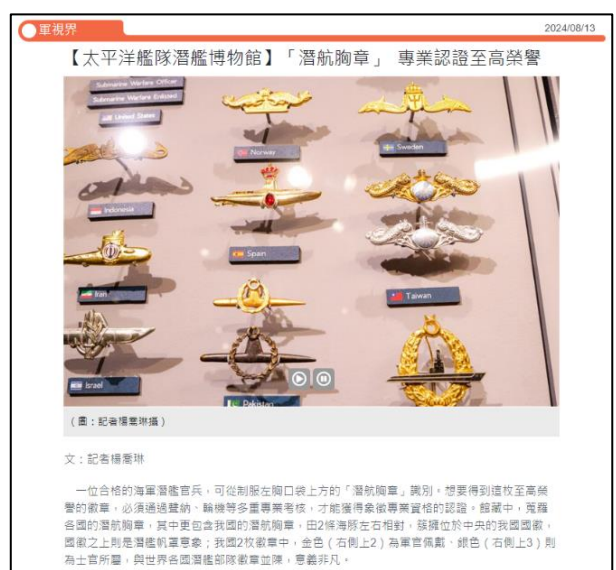 軍視界
2024/08/13
【太平洋艦隊潛艦博物館】「潛航胸章」 專業認證至高榮譽
Submarine Warfare Officer
Submarine Warfare Enlisted
United States
Norway
Sweden
Indonesia
Spain
Iran
Taiwan
Israel
Pakistan
（圖：記者楊喬琳攝）
文：記者楊喬琳
一位合格的海軍潛艦官兵，可從制服左胸口袋上方的「潛航胸章」識別。想要得到這枚至高榮
譽的徽章，必須通過聲納、輪機等多重專業考核，才能獲得象徵專業資格的認證。館藏中，蒐羅
各國的潛航胸章，其中更包含我國的潛航胸章，由2條海豚左右相對，簇擁位於中央的我國國徽，
國徽之上則是潛艦帆罩意象；我國2枚徽章中，金色（右側上2）為軍官佩戴、銀色（右側上3）則
為士官所屬，與世界各國潛艦部隊徽章並陳，意義非凡。